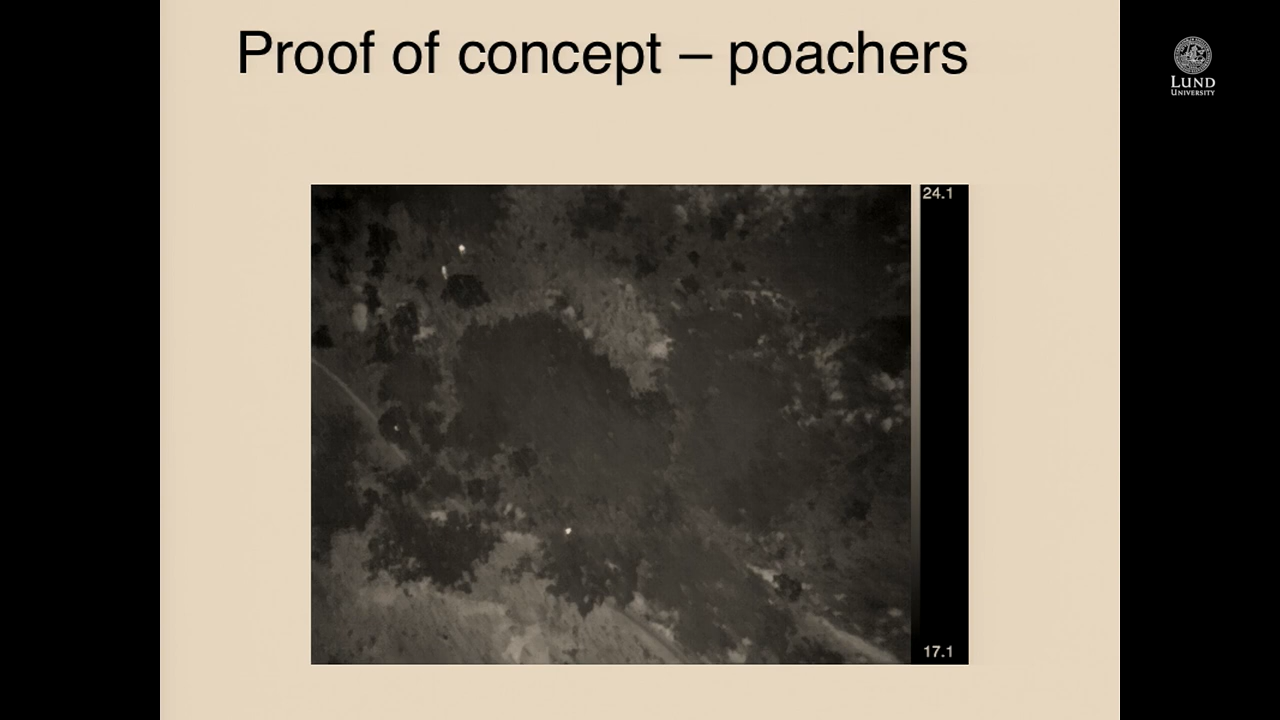 Proof of concept – poachers
LUND
UNIVERSITY
24.1
17.1